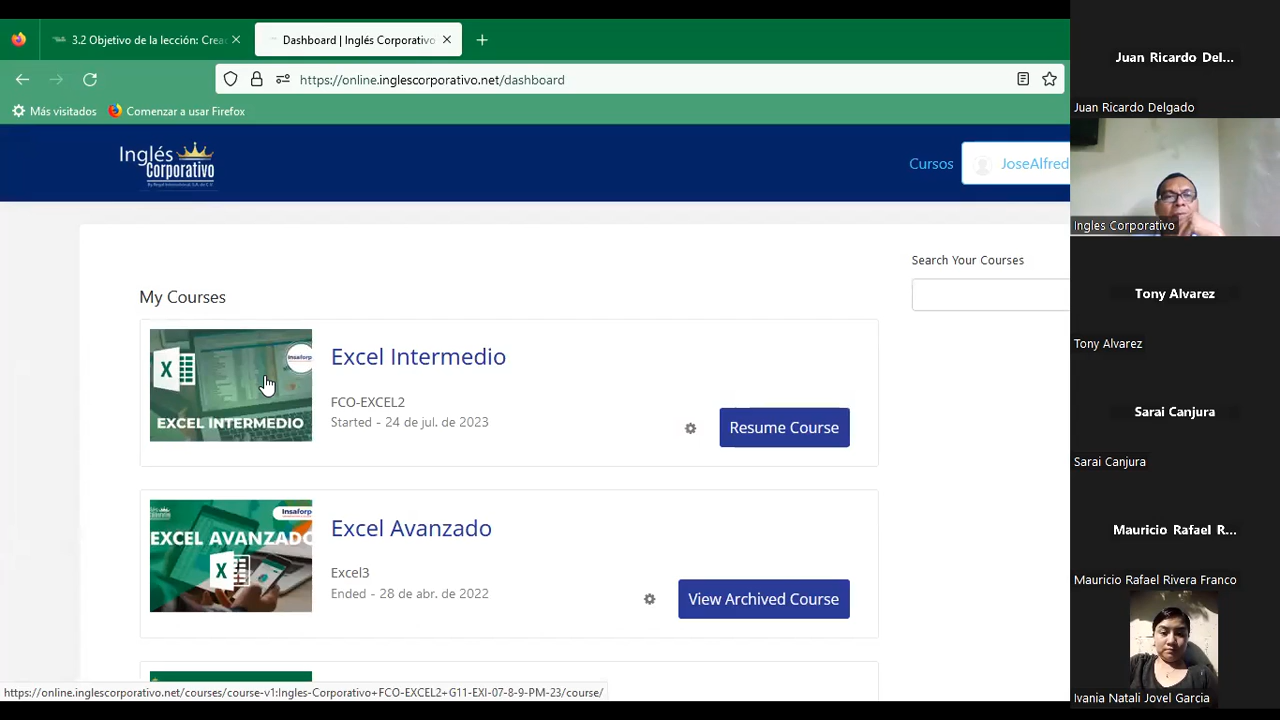 3.2 Objetivo de la lección: Crea
Dashboard | Inglés Corporativo
https://online.inglescorporativo.net/dashboard
Más visitados
Comenzar a usar Firefox
Inglés
Corporativo
Cursos
JoseAlfred
Search Your Courses
My Courses
Insaforp
EXCEL INTERMEDIO
Excel Intermedio
FCO-EXCEL2
Started - 24 de jul. de 2023
Resume Course
Insaforp
EXCEL AVANZADO
Excel Avanzado
Excel3
Ended - 28 de abr. de 2022
View Archived Course
https://online.inglescorporativo.net/courses/course-v1:Ingles-Corporativo+FCO-EXCEL2+G11-EXI-07-8-9-PM-23/course/
Juan Ricardo Del...
Juan Ricardo Delgado
Ingles Corporativo
Tony Alvarez
Tony Alvarez
Sarai Canjura
Sarai Canjura
Mauricio Rafael R...
Mauricio Rafael Rivera Franco
Ivania Natali Jovel Garcia